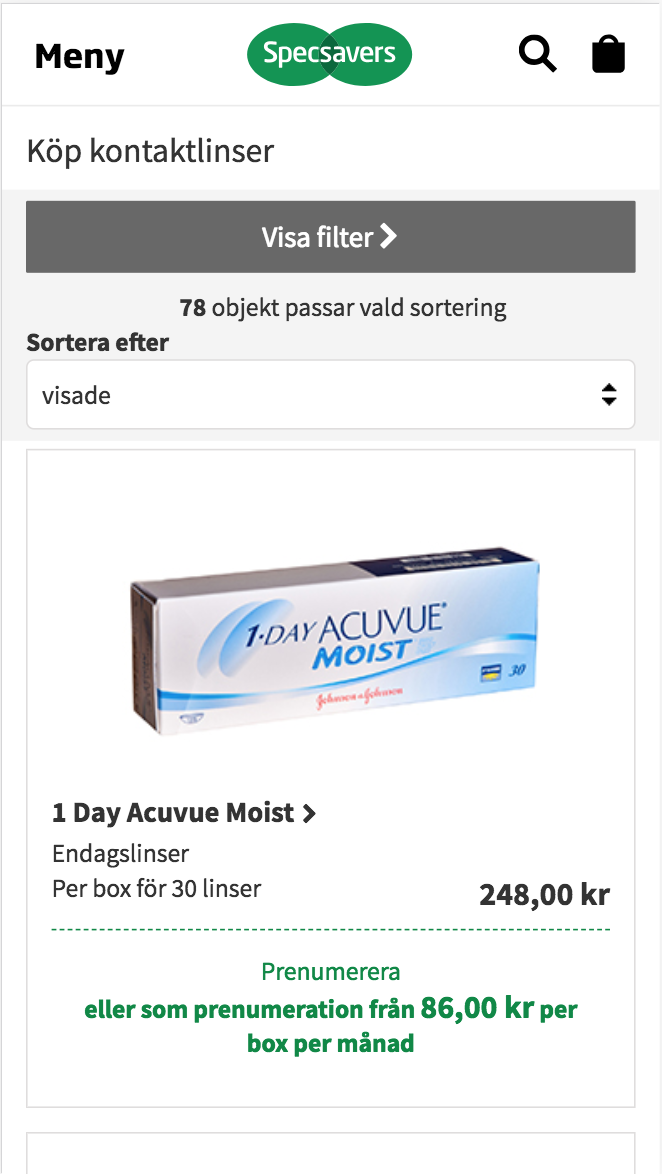 Meny
Specsavers
Köp kontaktlinser
Visa filter
78 objekt passar vald sortering
Sortera efter
visade
1·DAY ACUVUE®
MOIST
30
Johnson & Johnson
1 Day Acuvue Moist
Endagslinser
Per box för 30 linser
248,00 kr
Prenumerera
eller som prenumeration från 86,00 kr per
box per månad